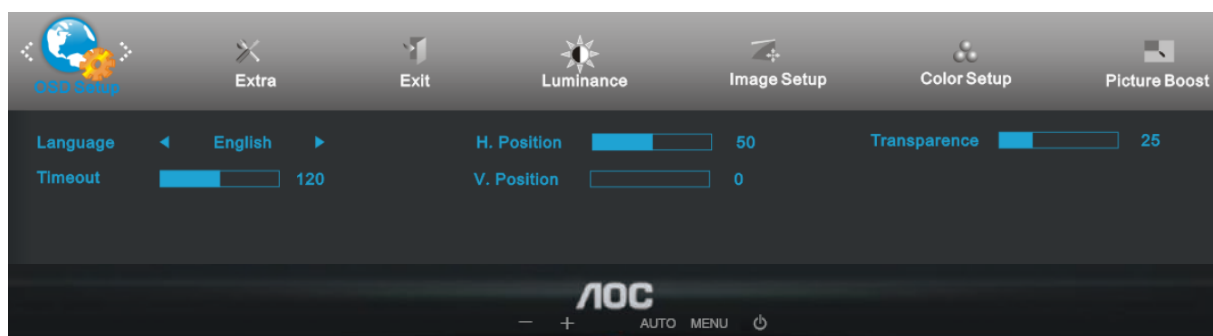 OSD Setup Extra Exit Luminance Image Setup Color Setup Picture Boost
Language English H. Position 50 Transparence 25
Timeout 120 V. Position 0
AOC
- + AUTO MENU